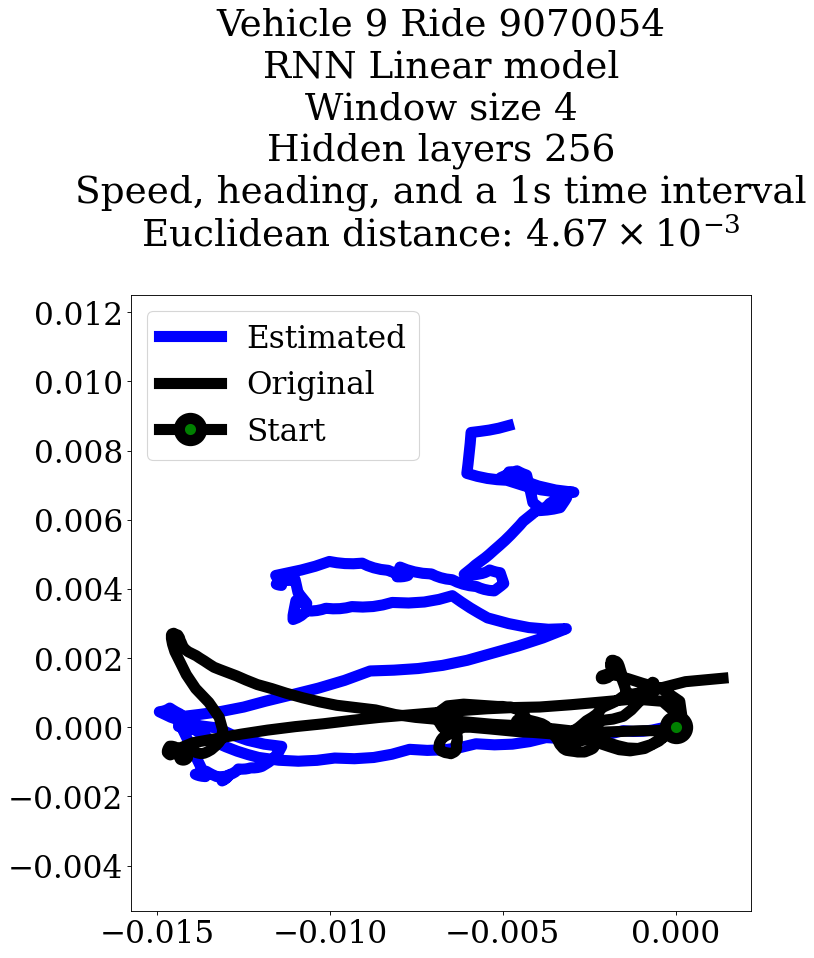 Vehicle 9 Ride 9070054
RNN Linear model
Window size 4
Hidden layers 256
Speed, heading, and a 1s time interval
Euclidean distance: 4.67 × 10⁻³
Estimated
Original
Start
0.012
0.010
0.008
0.006
0.004
0.002
0.000
−0.002
−0.004
−0.015 −0.010 −0.005 0.000